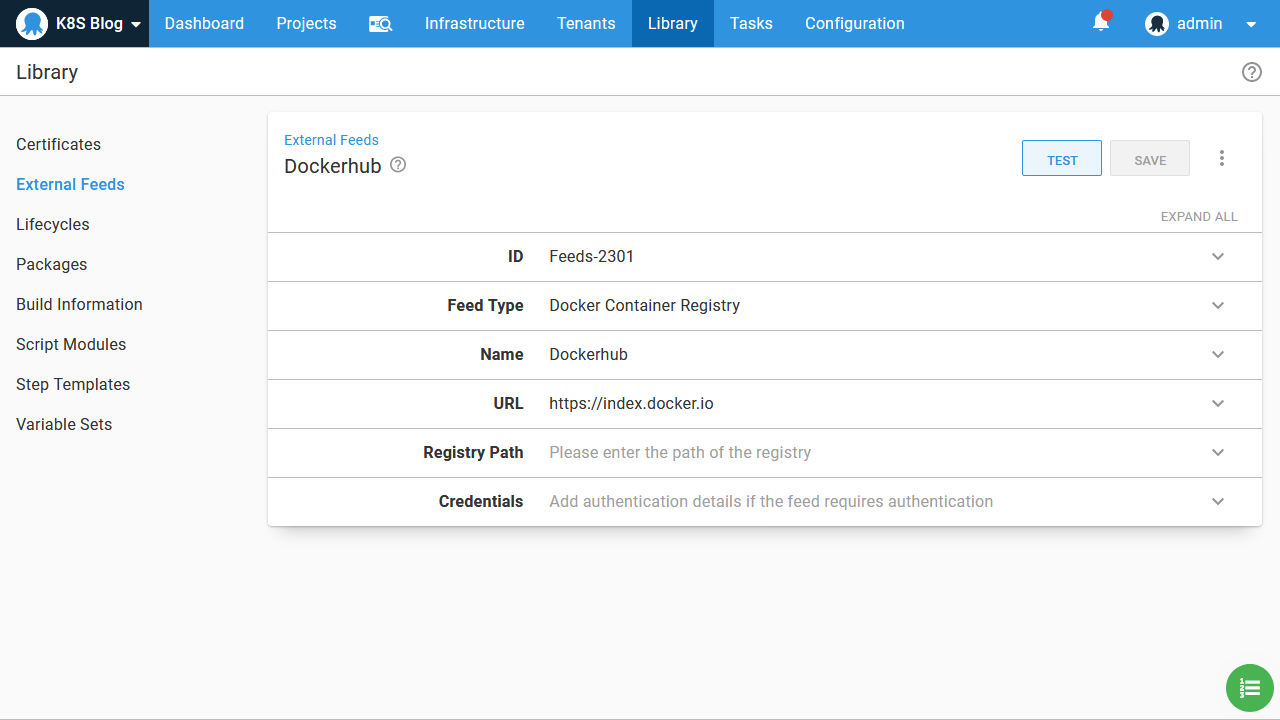 K8S Blog Dashboard Projects Infrastructure Tenants Library Tasks Configuration admin
Library
Certificates
External Feeds
Lifecycles
Packages
Build Information
Script Modules
Step Templates
Variable Sets
External Feeds
Dockerhub
TEST SAVE
EXPAND ALL
ID Feeds-2301
Feed Type Docker Container Registry
Name Dockerhub
URL https://index.docker.io
Registry Path Please enter the path of the registry
Credentials Add authentication details if the feed requires authentication